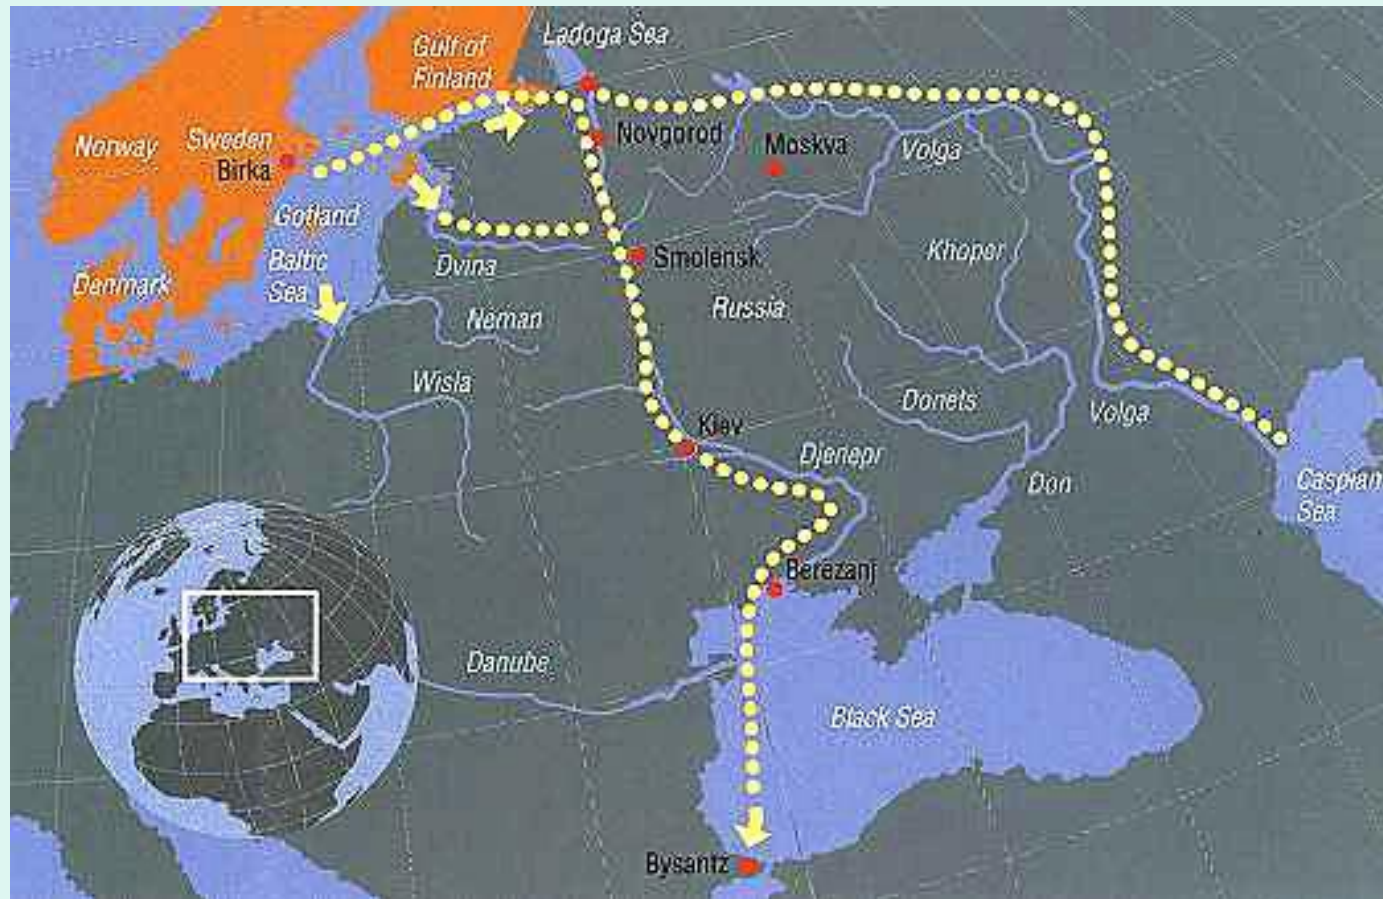 Ladoga Sea
Gulf of
Finland
Norway
Sweden
Birka
Novgorod
Moskva
Volga
Gotland
Baltic
Sea
Denmark
Dvina
Smolensk
Khoper
Neman
Russia
Wisla
Donets
Volga
Kiev
Djenepr
Don
Caspian
Sea
Berezanj
Danube
Black Sea
Bysantz